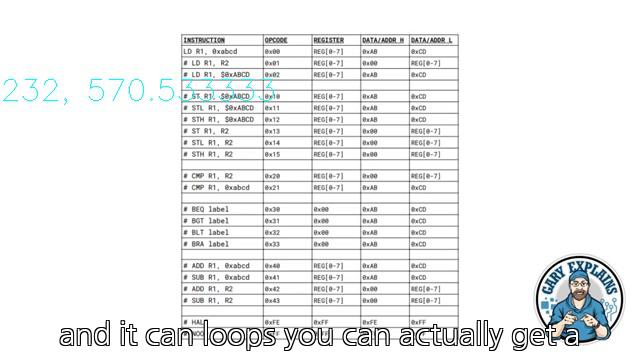 INSTRUCTION OPCODE REGISTER DATA/ADDR H DATA/ADDR L
LD R1, 0xabcd 0x00 REG[0-7] 0xAB 0xCD
# LD R1, R2 0x01 REG[0-7] 0x00 REG[0-7]
# LD R1, $0xABCD 0x02 REG[0-7] 0xAB 0xCD
232, 570.533333
# ST R1, $0xABCD 0x10 REG[0-7] 0xAB 0xCD
# STL R1, $0xABCD 0x11 REG[0-7] 0xAB 0xCD
# STH R1, $0xABCD 0x12 REG[0-7] 0xAB 0xCD
# ST R1, R2 0x13 REG[0-7] 0x00 REG[0-7]
# STL R1, R2 0x14 REG[0-7] 0x00 REG[0-7]
# STH R1, R2 0x15 REG[0-7] 0x00 REG[0-7]
# CMP R1, R2 0x20 REG[0-7] 0x00 REG[0-7]
# CMP R1, 0xabcd 0x21 REG[0-7] 0xAB 0xCD
# BEQ label 0x30 0x00 0xAB 0xCD
# BGT label 0x31 0x00 0xAB 0xCD
# BLT label 0x32 0x00 0xAB 0xCD
# BRA label 0x33 0x00 0xAB 0xCD
# ADD R1, 0xabcd 0x40 REG[0-7] 0xAB 0xCD
# SUB R1, 0xabcd 0x41 REG[0-7] 0xAB 0xCD
# ADD R1, R2 0x42 REG[0-7] 0x00 REG[0-7]
# SUB R1, R2 0x43 REG[0-7] 0x00 REG[0-7]
GARY EXPLAINS
0xFE 0xFF 0xFF 0xFF
and it can loops you can actually get a